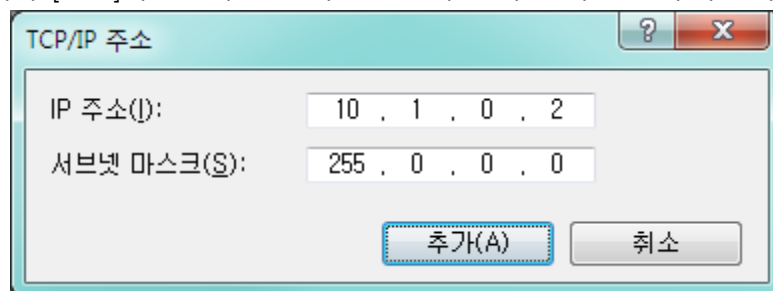 TCP/IP 주소
IP 주소(I): 10 . 1 . 0 . 2
서브넷 마스크(S): 255 . 0 . 0 . 0
추가(A) 취소